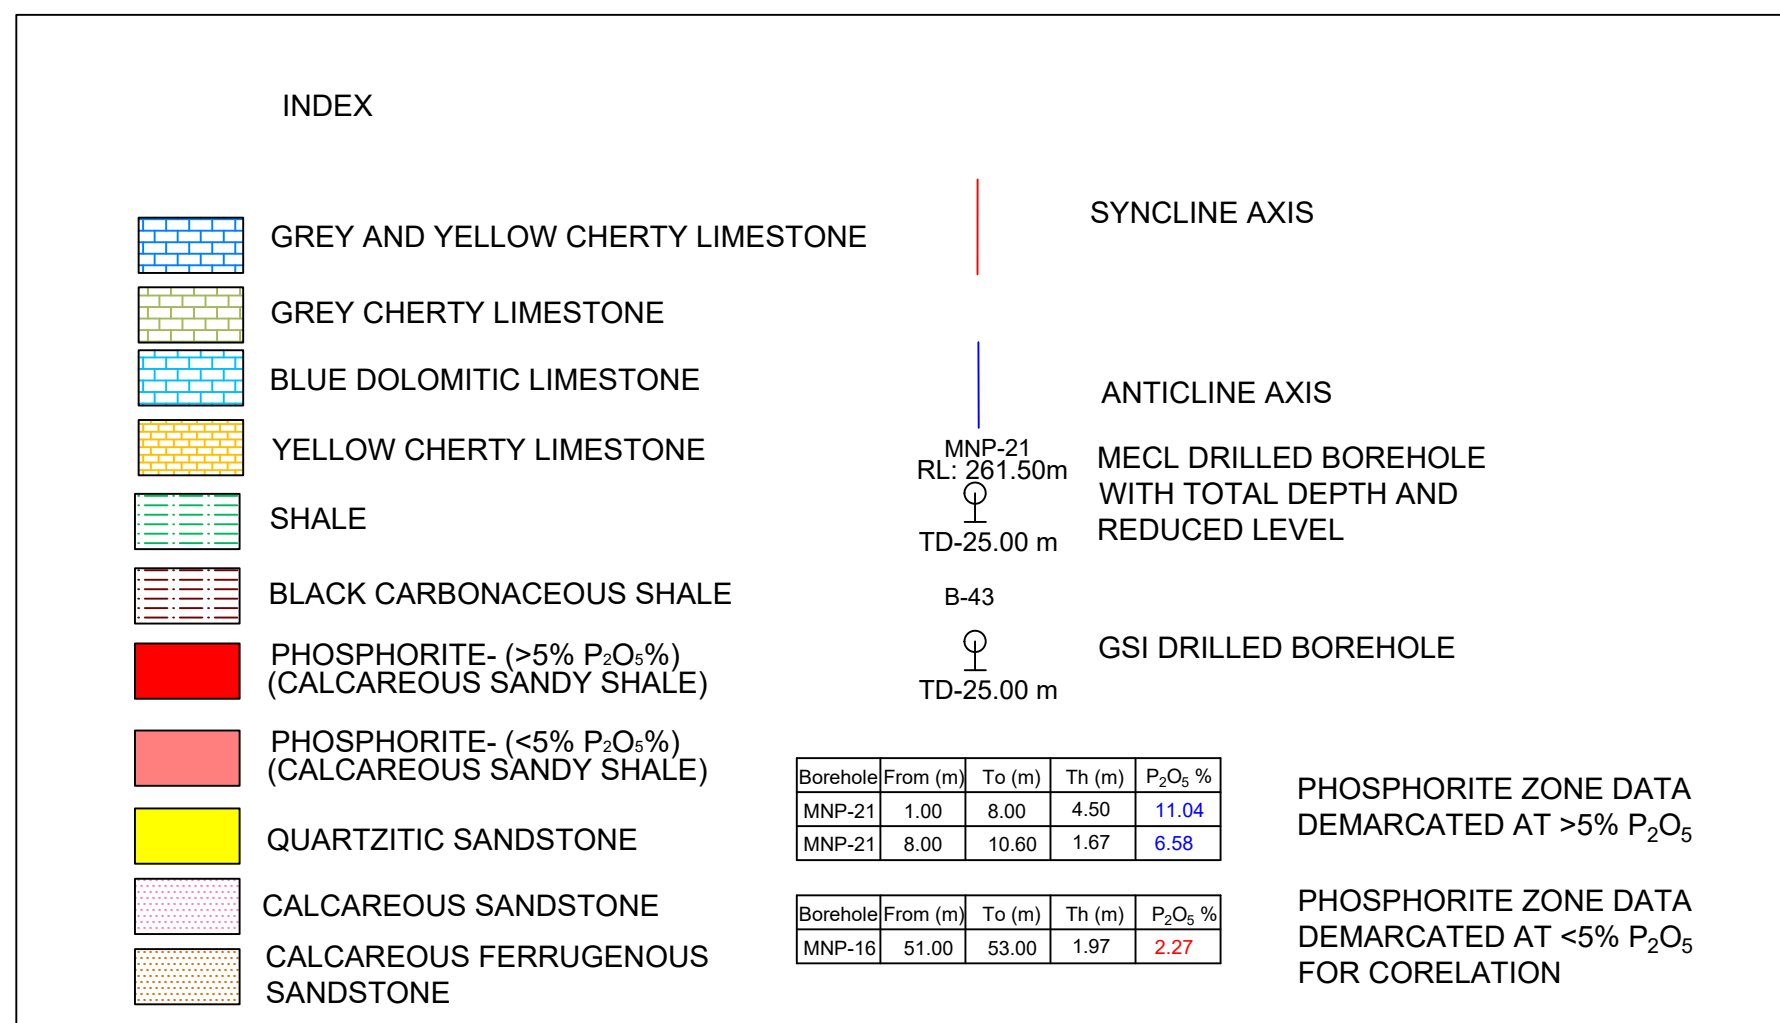 INDEX
GREY AND YELLOW CHERTY LIMESTONE
GREY CHERTY LIMESTONE
BLUE DOLOMITIC LIMESTONE
YELLOW CHERTY LIMESTONE
SHALE
BLACK CARBONACEOUS SHALE
PHOSPHORITE- (>5% P₂O₅%)
(CALCAREOUS SANDY SHALE)
PHOSPHORITE- (<5% P₂O₅%)
(CALCAREOUS SANDY SHALE)
QUARTZITIC SANDSTONE
CALCAREOUS SANDSTONE
CALCAREOUS FERRUGENOUS
SANDSTONE
SYNCLINE AXIS
ANTICLINE AXIS
MNP-21
RL: 261.50m
TD-25.00 m
MECL DRILLED BOREHOLE
WITH TOTAL DEPTH AND
REDUCED LEVEL
B-43
TD-25.00 m
GSI DRILLED BOREHOLE
Borehole From (m) To (m) Th (m) P₂O₅ %
MNP-21 1.00 8.00 4.50 11.04
MNP-21 8.00 10.60 1.67 6.58
PHOSPHORITE ZONE DATA
DEMARCATED AT >5% P₂O₅
Borehole From (m) To (m) Th (m) P₂O₅ %
MNP-16 51.00 53.00 1.97 2.27
PHOSPHORITE ZONE DATA
DEMARCATED AT <5% P₂O₅
FOR CORELATION